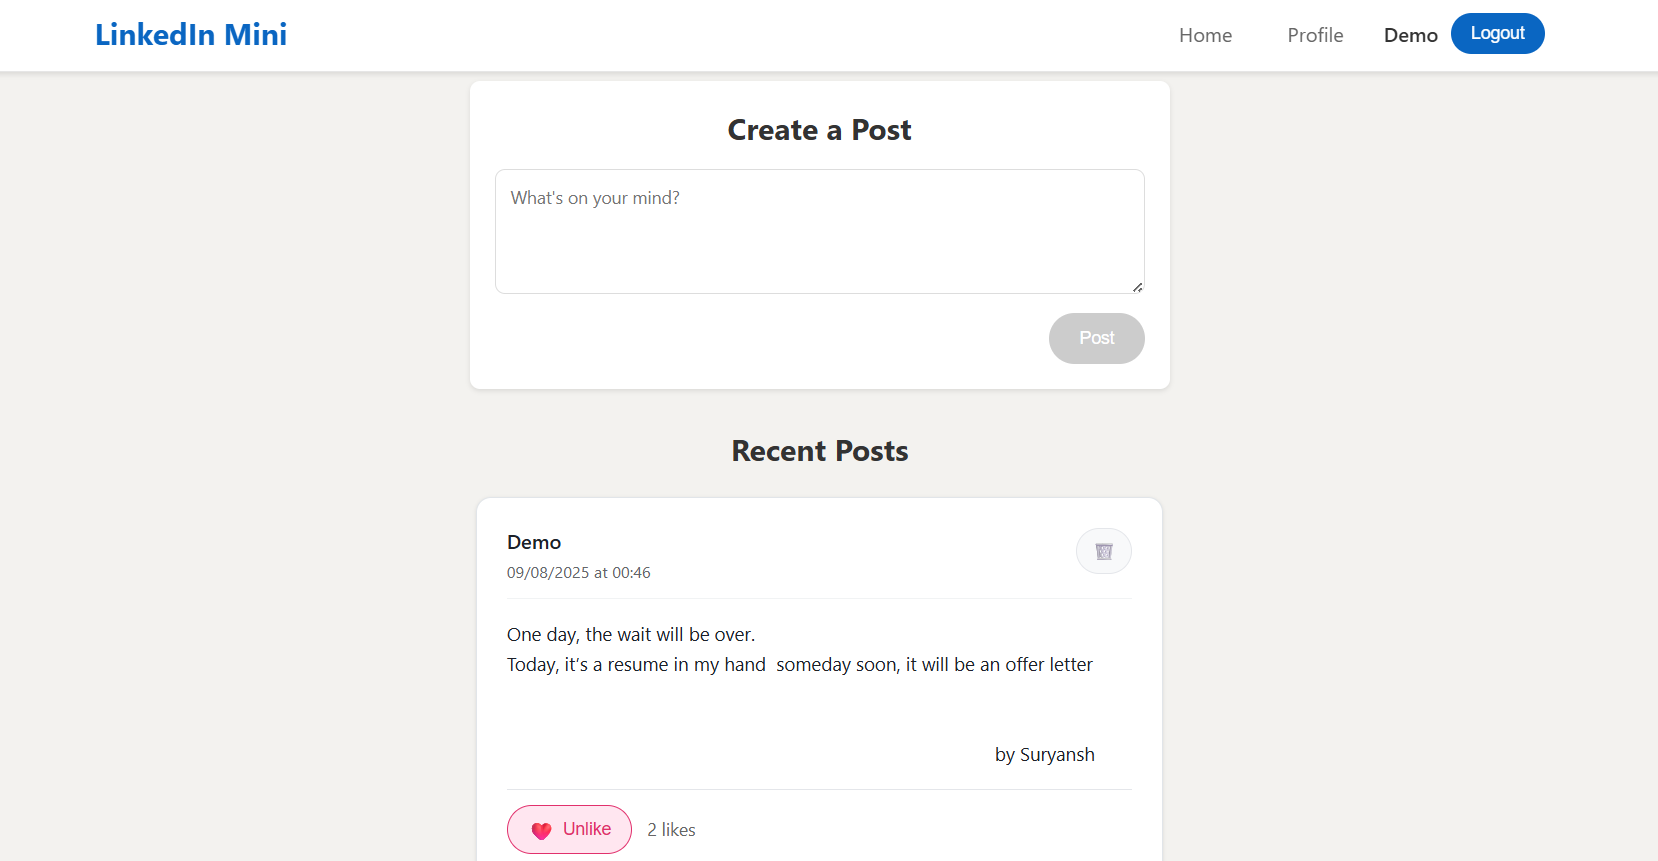 LinkedIn Mini
Home Profile Demo Logout
Create a Post
What's on your mind?
Post
Recent Posts
Demo
09/08/2025 at 00:46
One day, the wait will be over.
Today, it’s a resume in my hand  someday soon, it will be an offer letter
by Suryansh
Unlike 2 likes